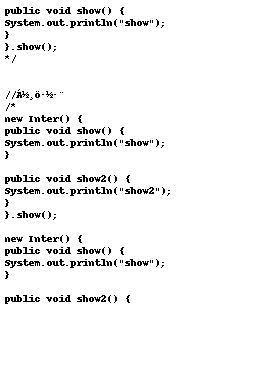 public void show() {
System.out.println("show");
}
}.show();
*/
//Á½¸ö·½·¨
/*
new Inter() {
public void show() {
System.out.println("show");
}
public void show2() {
System.out.println("show2");
}
}.show();
new Inter() {
public void show() {
System.out.println("show");
}
public void show2() {